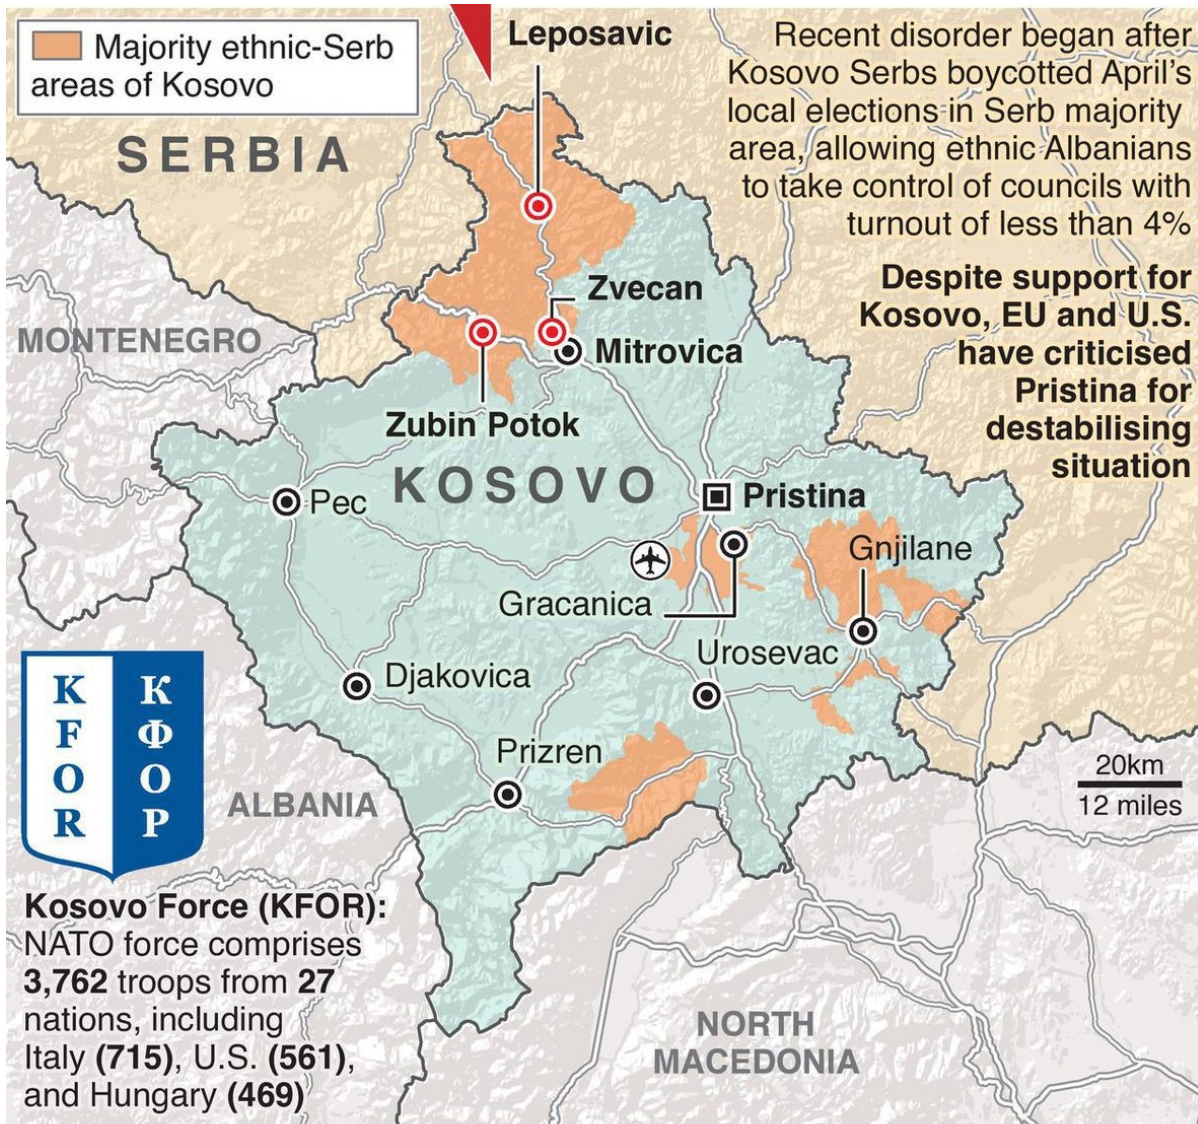 Majority ethnic-Serb
areas of Kosovo
Leposavic
Recent disorder began after
Kosovo Serbs boycotted April's
local elections in Serb majority
area, allowing ethnic Albanians
to take control of councils with
turnout of less than 4%
SERBIA
Despite support for
Kosovo, EU and U.S.
have criticised
Pristina for
destabilising
situation
Zvecan
MONTENEGRO
Mitrovica
Zubin Potok
KOSOVO
Pec
Pristina
Gnjilane
Gracanica
Urosevac
Djakovica
Prizren
K
F
O
R
К
Ф
О
Р
ALBANIA
20km
12 miles
Kosovo Force (KFOR):
NATO force comprises
3,762 troops from 27
nations, including
Italy (715), U.S. (561),
and Hungary (469)
NORTH
MACEDONIA